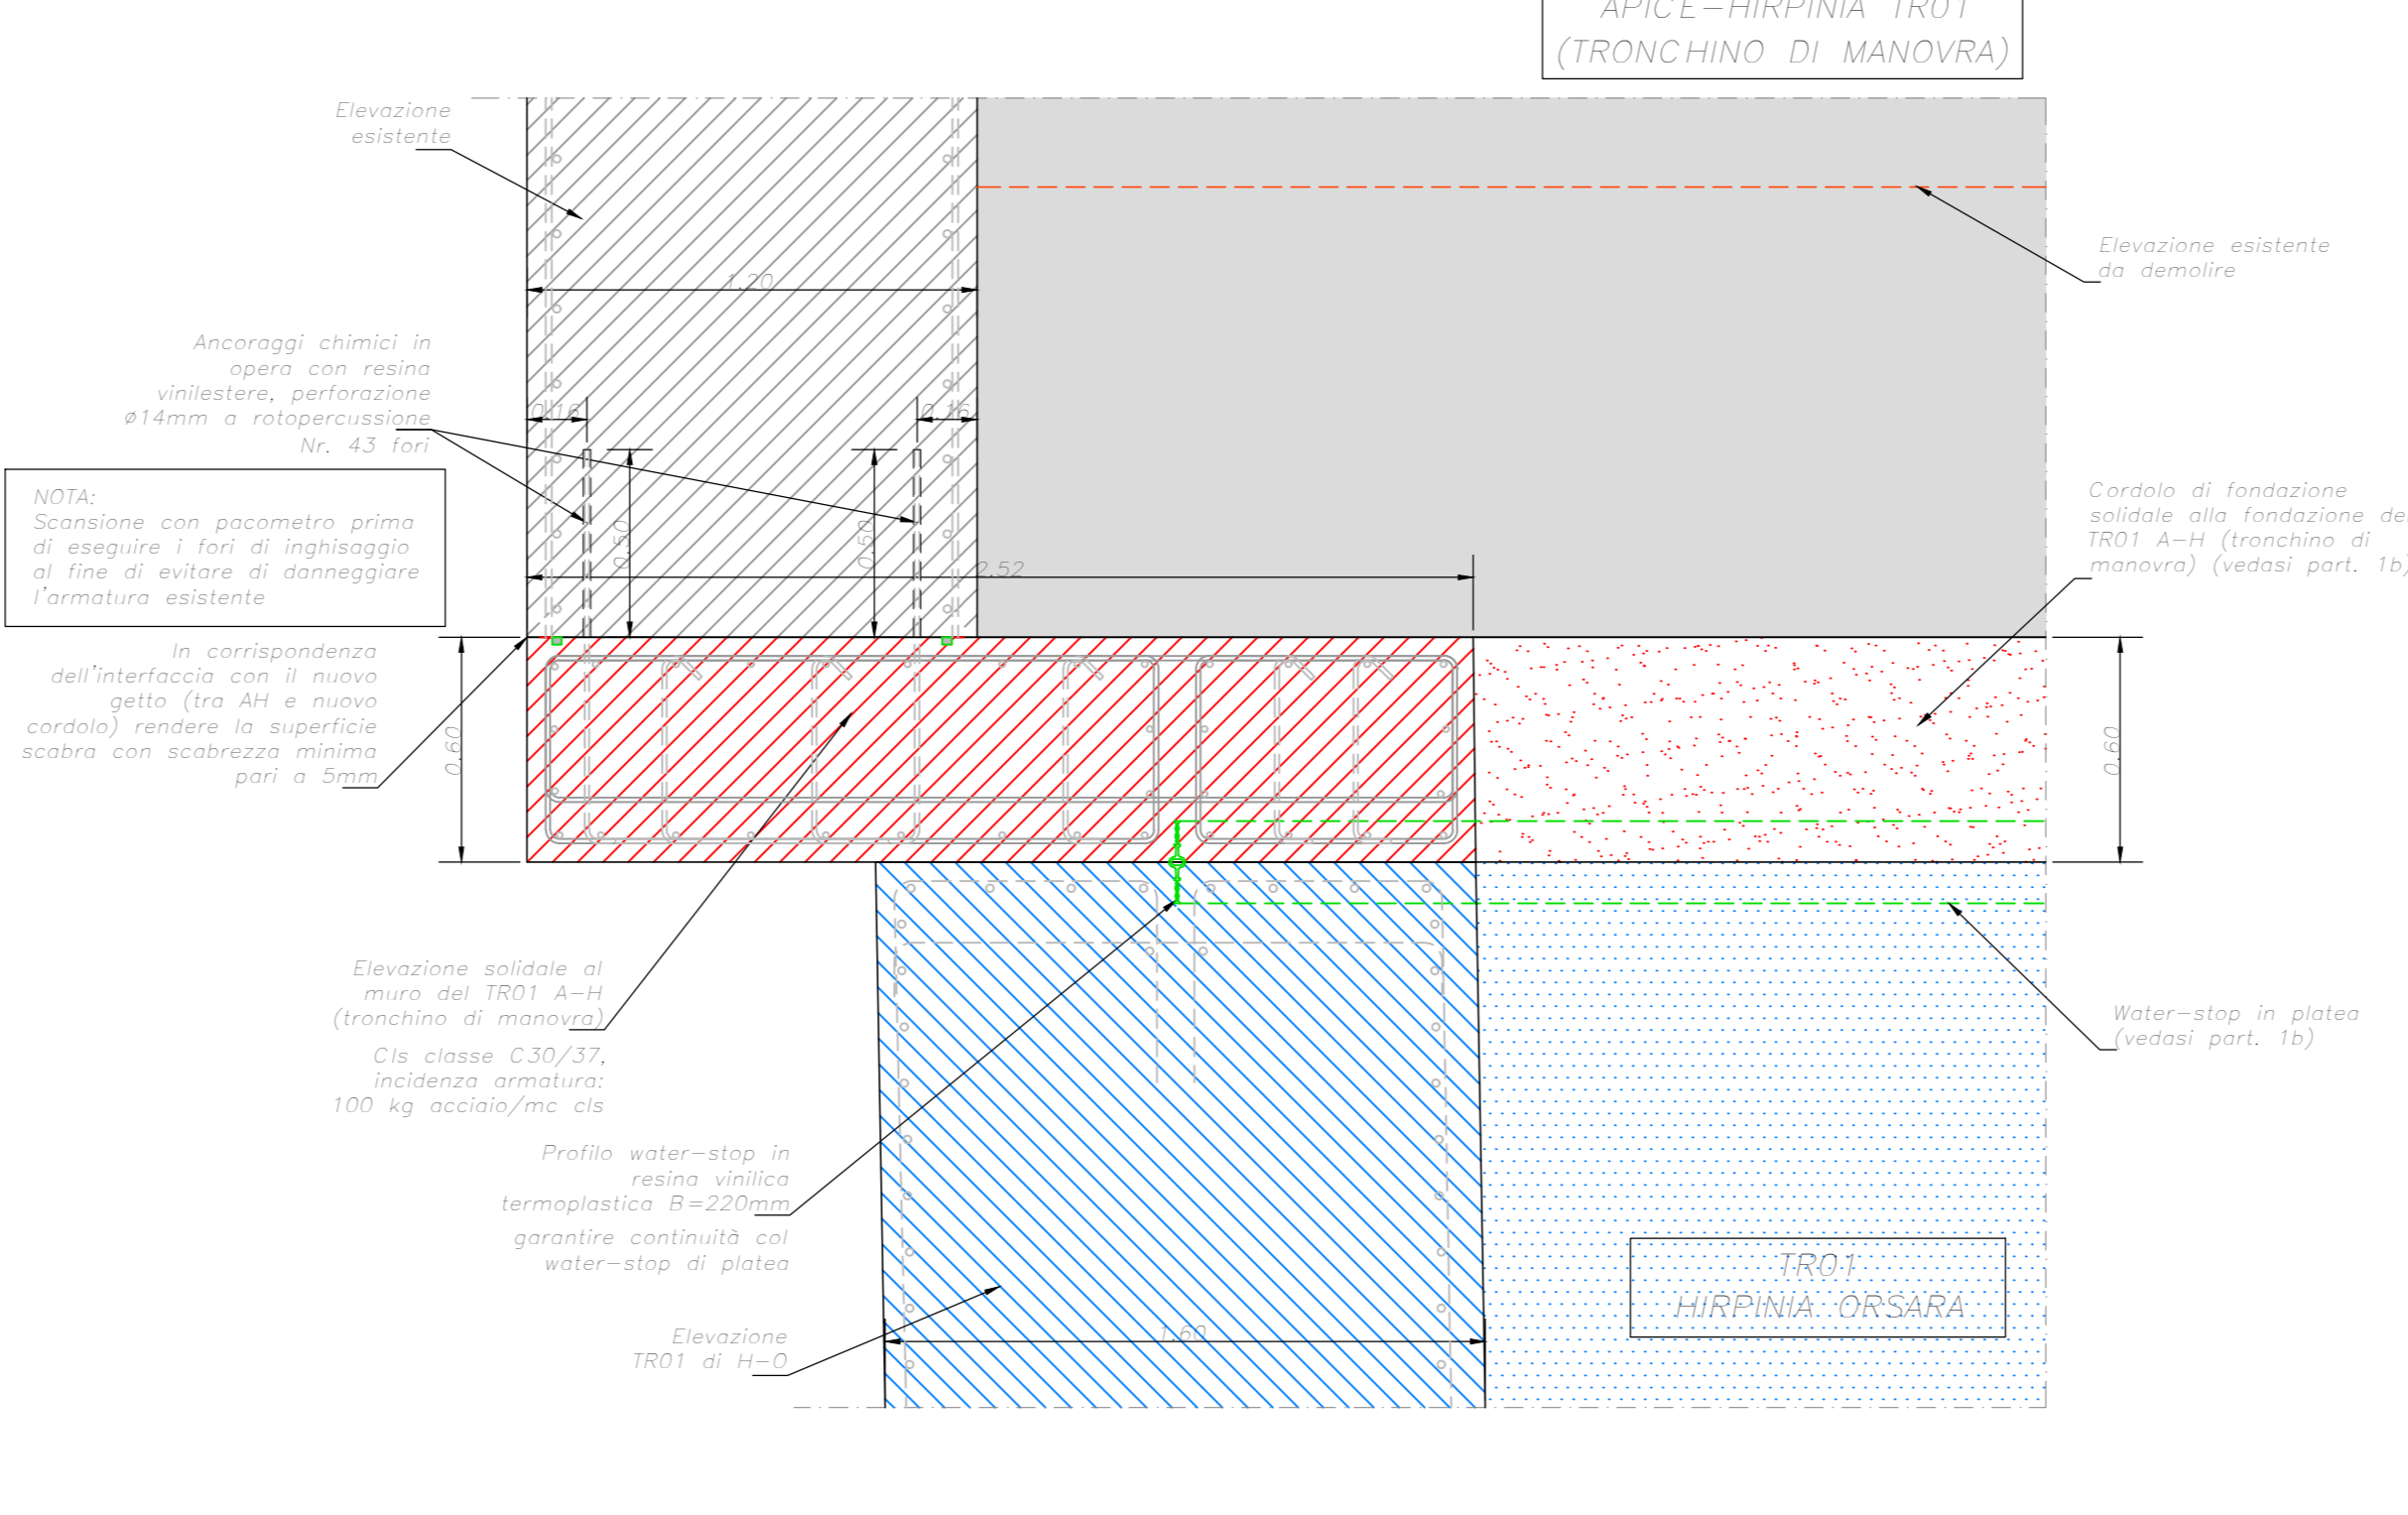 APICE-HIRPINIA TR01
(TRONCHINO DI MANOVRA)
Elevazione
esistente
Elevazione esistente
da demolire
1.20
Ancoraggi chimici in
opera con resina
vinilestere, perforazione
ø14mm a rotopercussione
Nr. 43 fori
0.16
0.16
NOTA:
Scansione con pacometro prima
di eseguire i fori di inghisaggio
al fine di evitare di danneggiare
l'armatura esistente
0.50
0.50
2.52
Cordolo di fondazione
solidale alla fondazione
TR01 A-H (tronchino di
manovra) (vedasi part. 1b)
In corrispondenza
dell'interfaccia con il nuovo
getto (tra AH e nuovo
cordolo) rendere la superficie
scabra con scabrezza minima
pari a 5mm
0.60
0.60
Elevazione solidale al
muro del TR01 A-H
(tronchino di manovra)
Cls classe C30/37,
incidenza armatura:
100 kg acciaio/mc cls
Water-stop in platea
(vedasi part. 1b)
Profilo water-stop in
resina vinilica
termoplastica B=220mm
garantire continuità col
water-stop di platea
Elevazione
TR01 di H-O
1.60
TR01
HIRPINIA ORSARA